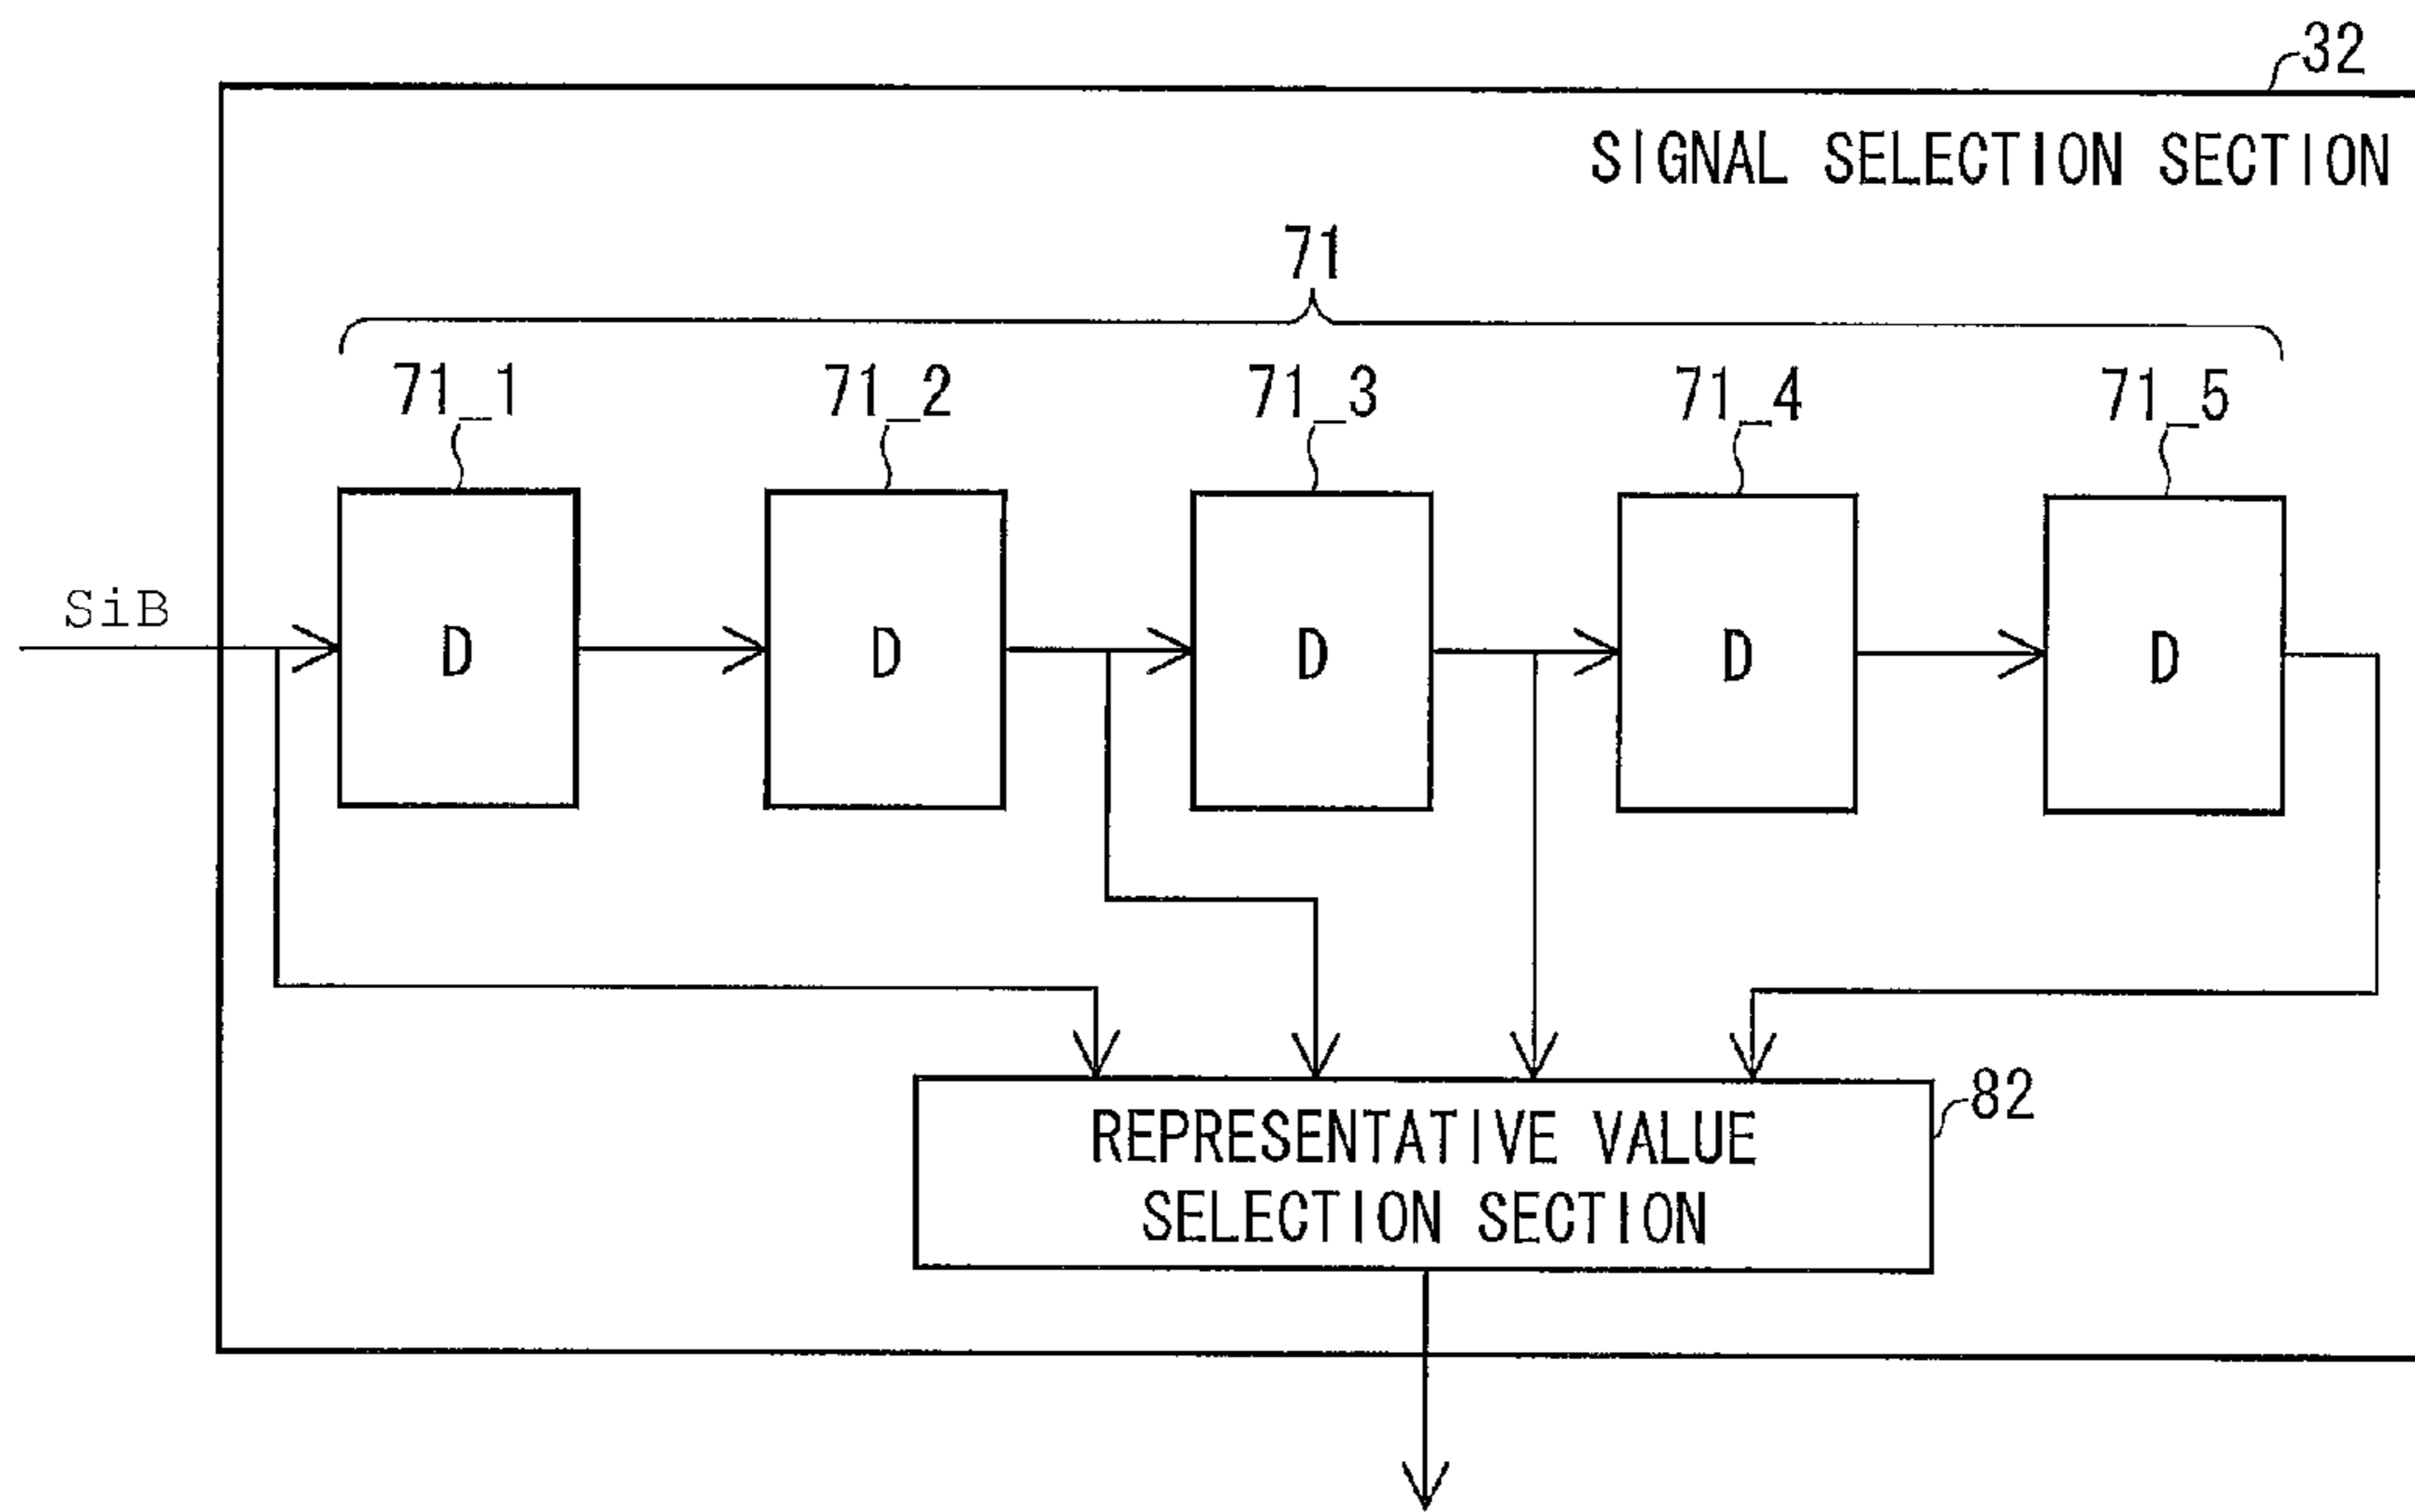 32
SIGNAL SELECTION SECTION
71
71_1 71_2 71_3 71_4 71_5
SiB
D D D D D
82
REPRESENTATIVE VALUE
SELECTION SECTION